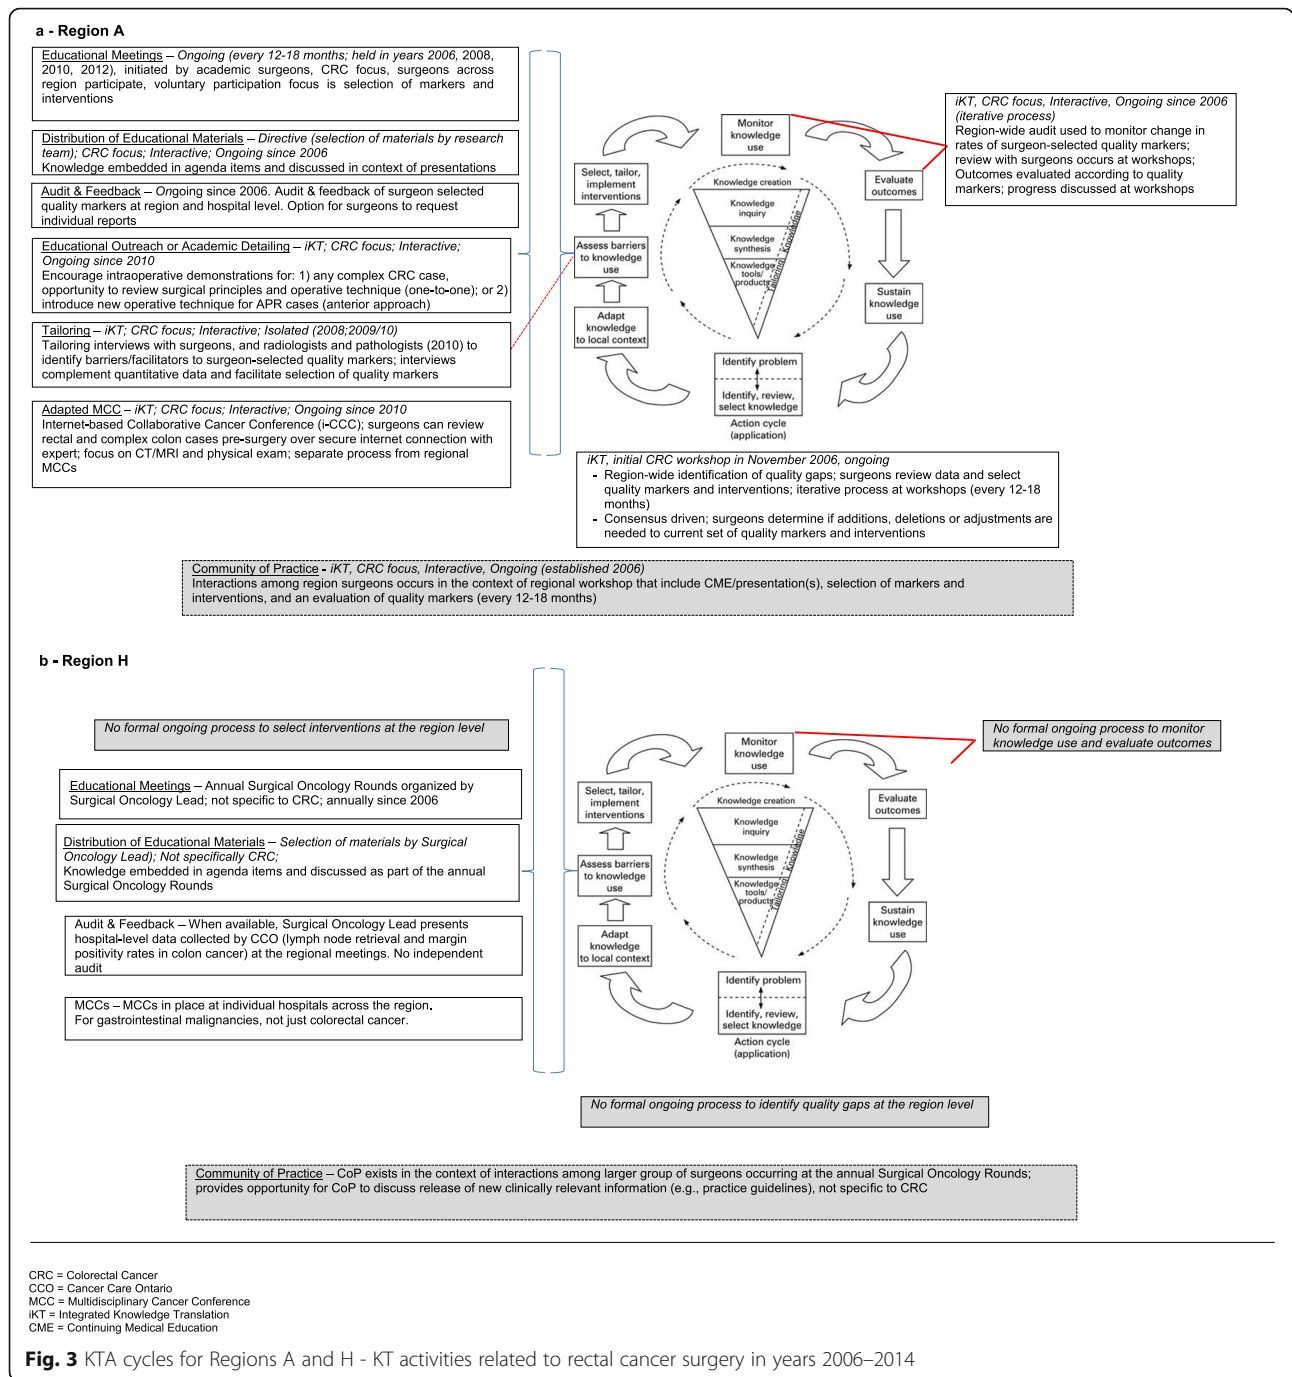 a - Region A
Educational Meetings – Ongoing (every 12-18 months; held in years 2006, 2008,
2010, 2012), initiated by academic surgeons, CRC focus, surgeons across
region participate, voluntary participation focus is selection of markers and
interventions
Distribution of Educational Materials – Directive (selection of materials by research
team); CRC focus; Interactive; Ongoing since 2006
Knowledge embedded in agenda items and discussed in context of presentations
Audit & Feedback – Ongoing since 2006. Audit & feedback of surgeon selected
quality markers at region and hospital level. Option for surgeons to request
individual reports
Educational Outreach or Academic Detailing – iKT; CRC focus; Interactive;
Ongoing since 2010
Encourage intraoperative demonstrations for: 1) any complex CRC case,
opportunity to review surgical principles and operative technique (one-to-one); or 2)
introduce new operative technique for APR cases (anterior approach)
Tailoring – iKT; CRC focus; Interactive; Isolated (2008;2009/10)
Tailoring interviews with surgeons, and radiologists and pathologists (2010) to
identify barriers/facilitators to surgeon-selected quality markers; interviews
complement quantitative data and facilitate selection of quality markers
Adapted MCC – iKT; CRC focus; Interactive; Ongoing since 2010
Internet-based Collaborative Cancer Conference (i-CCC); surgeons can review
rectal and complex colon cases pre-surgery over secure internet connection with
expert; focus on CT/MRI and physical exam; separate process from regional
MCCs
Monitor
knowledge
use
Select, tailor,
implement
interventions
Evaluate
outcomes
Knowledge creation
Knowledge
inquiry
Knowledge
synthesis
Knowledge
tools/
products
Tailoring Knowledge
Assess barriers
to knowledge
use
Adapt
knowledge
to local context
Sustain
knowledge
use
Identify problem
Identify, review,
select knowledge
Action cycle
(application)
iKT, CRC focus, Interactive, Ongoing since 2006
(iterative process)
Region-wide audit used to monitor change in
rates of surgeon-selected quality markers;
review with surgeons occurs at workshops;
Outcomes evaluated according to quality
markers; progress discussed at workshops
iKT, initial CRC workshop in November 2006, ongoing
- Region-wide identification of quality gaps; surgeons review data and select
quality markers and interventions; iterative process at workshops (every 12-18
months)
- Consensus driven; surgeons determine if additions, deletions or adjustments are
needed to current set of quality markers and interventions
Community of Practice - iKT, CRC focus, Interactive, Ongoing (established 2006)
Interactions among region surgeons occurs in the context of regional workshop that include CME/presentation(s), selection of markers and
interventions, and an evaluation of quality markers (every 12-18 months)
b - Region H
No formal ongoing process to select interventions at the region level
Educational Meetings – Annual Surgical Oncology Rounds organized by
Surgical Oncology Lead; not specific to CRC; annually since 2006
Distribution of Educational Materials – Selection of materials by Surgical
Oncology Lead); Not specifically CRC;
Knowledge embedded in agenda items and discussed as part of the annual
Surgical Oncology Rounds
Audit & Feedback – When available, Surgical Oncology Lead presents
hospital-level data collected by CCO (lymph node retrieval and margin
positivity rates in colon cancer) at the regional meetings. No independent
audit
MCCs – MCCs in place at individual hospitals across the region.
For gastrointestinal malignancies, not just colorectal cancer.
Monitor
knowledge
use
Select, tailor,
implement
interventions
Evaluate
outcomes
Knowledge creation
Knowledge
inquiry
Knowledge
synthesis
Knowledge
tools/
products
Tailoring Knowledge
Assess barriers
to knowledge
use
Adapt
knowledge
to local context
Sustain
knowledge
use
Identify problem
Identify, review,
select knowledge
Action cycle
(application)
No formal ongoing process to monitor
knowledge use and evaluate outcomes
No formal ongoing process to identify quality gaps at the region level
Community of Practice – CoP exists in the context of interactions among larger group of surgeons occurring at the annual Surgical Oncology Rounds;
provides opportunity for CoP to discuss release of new clinically relevant information (e.g., practice guidelines), not specific to CRC
CRC = Colorectal Cancer
CCO = Cancer Care Ontario
MCC = Multidisciplinary Cancer Conference
iKT = Integrated Knowledge Translation
CME = Continuing Medical Education
Fig. 3 KTA cycles for Regions A and H - KT activities related to rectal cancer surgery in years 2006–2014